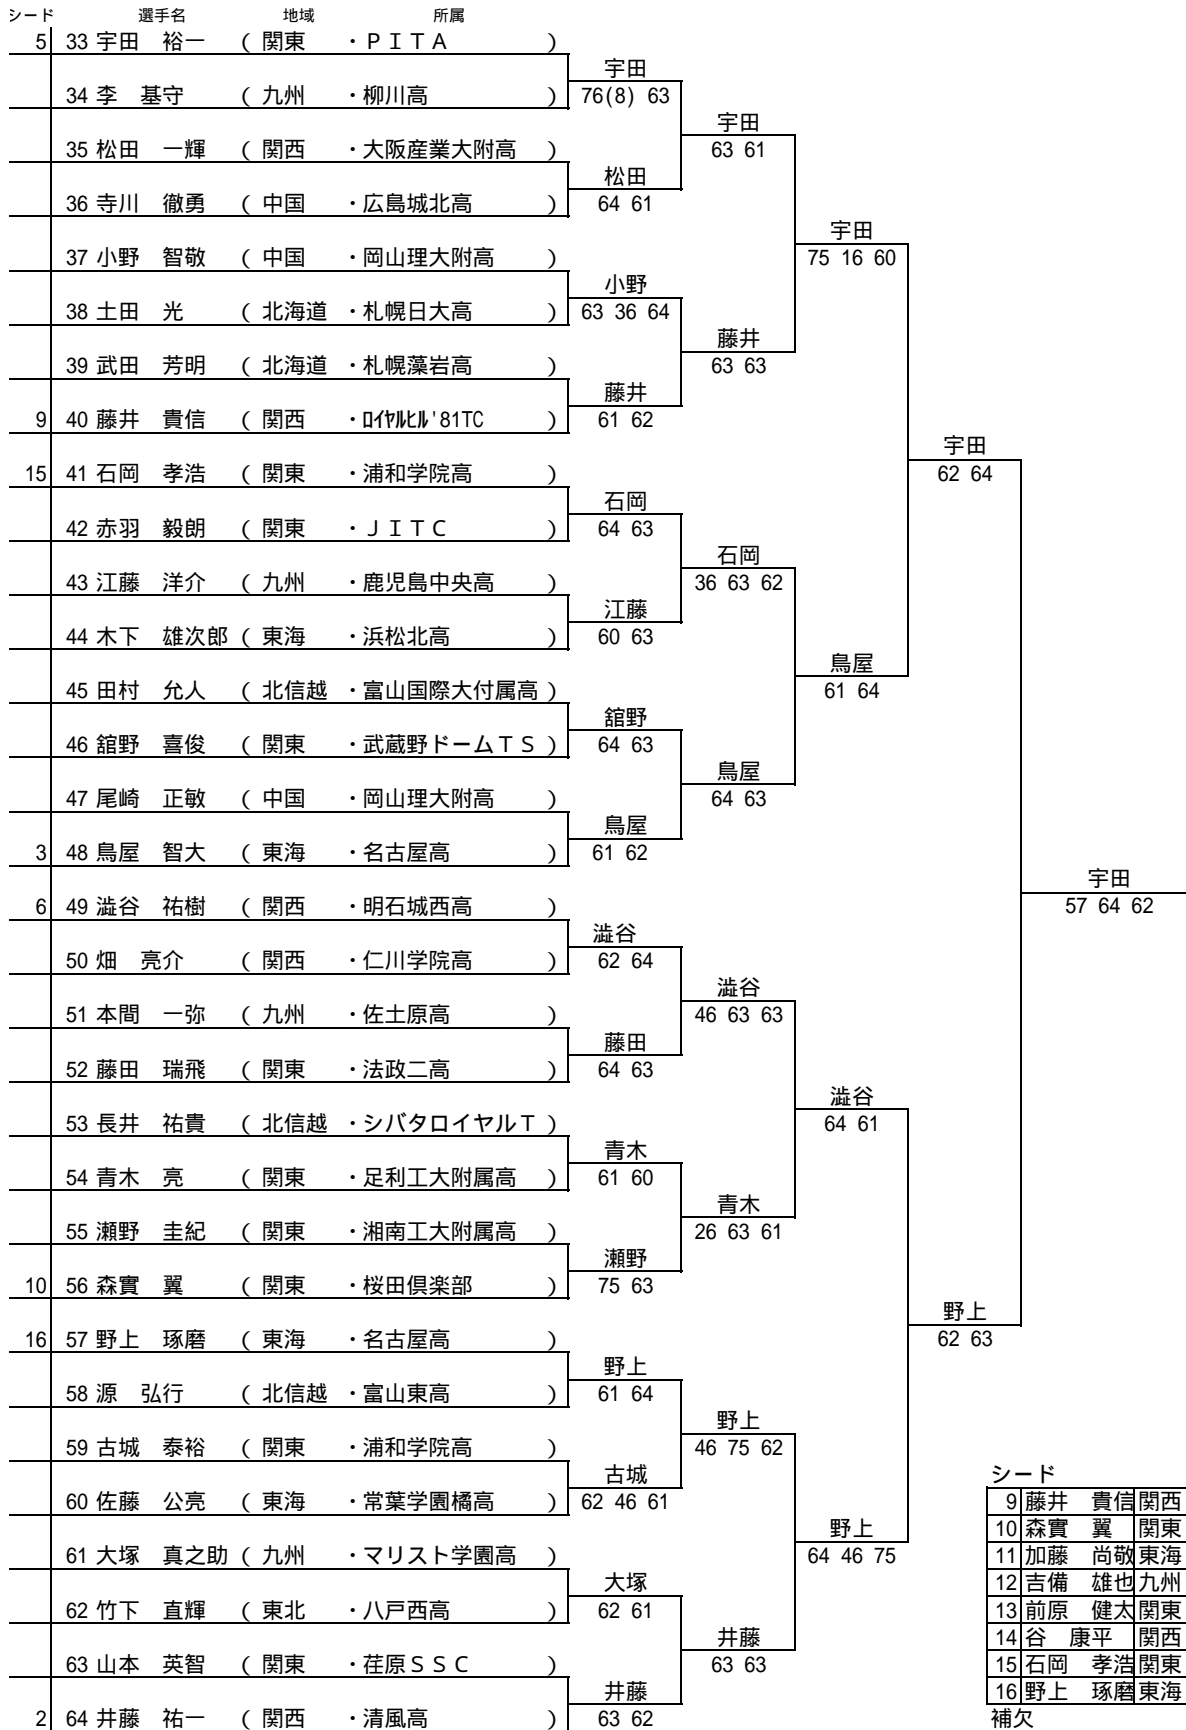 シード 選手名 地域 所属
5 33 宇田 裕一 ( 関東 ・ＰＩＴＡ )
宇田
34 李 基守 ( 九州 ・柳川高 ) 76(8) 63
宇田
35 松田 一輝 ( 関西 ・大阪産業大附高 ) 63 61
松田
36 寺川 徹勇 ( 中国 ・広島城北高 ) 64 61
宇田
37 小野 智敬 ( 中国 ・岡山理大附高 ) 75 16 60
小野
38 土田 光 ( 北海道 ・札幌日大高 ) 63 36 64
藤井
39 武田 芳明 ( 北海道 ・札幌藻岩高 ) 63 63
藤井
9 40 藤井 貴信 ( 関西 ・ﾛｲﾔﾙﾋﾙ'81TC ) 61 62
宇田
15 41 石岡 孝浩 ( 関東 ・浦和学院高 ) 62 64
石岡
42 赤羽 毅朗 ( 関東 ・ＪＩＴＣ ) 64 63
石岡
43 江藤 洋介 ( 九州 ・鹿児島中央高 ) 36 63 62
江藤
44 木下 雄次郎 ( 東海 ・浜松北高 ) 60 63
鳥屋
45 田村 允人 ( 北信越 ・富山国際大付属高 ) 61 64
舘野
46 舘野 喜俊 ( 関東 ・武蔵野ドームＴＳ ) 64 63
鳥屋
47 尾崎 正敏 ( 中国 ・岡山理大附高 ) 64 63
鳥屋
3 48 鳥屋 智大 ( 東海 ・名古屋高 ) 61 62
宇田
6 49 澁谷 祐樹 ( 関西 ・明石城西高 ) 57 64 62
澁谷
50 畑 亮介 ( 関西 ・仁川学院高 ) 62 64
澁谷
51 本間 一弥 ( 九州 ・佐土原高 ) 46 63 63
藤田
52 藤田 瑞飛 ( 関東 ・法政二高 ) 64 63
澁谷
53 長井 祐貴 ( 北信越 ・シバタロイヤルＴ ) 64 61
青木
54 青木 亮 ( 関東 ・足利工大附属高 ) 61 60
青木
55 瀬野 圭紀 ( 関東 ・湘南工大附属高 ) 26 63 61
瀬野
10 56 森實 翼 ( 関東 ・桜田倶楽部 ) 75 63
野上
16 57 野上 琢磨 ( 東海 ・名古屋高 ) 62 63
野上
58 源 弘行 ( 北信越 ・富山東高 ) 61 64
野上
59 古城 泰裕 ( 関東 ・浦和学院高 ) 46 75 62
古城 シード
60 佐藤 公亮 ( 東海 ・常葉学園橘高 ) 62 46 61 9 藤井 貴信 関西
野上 10 森實 翼 関東
61 大塚 真之助 ( 九州 ・マリスト学園高 ) 64 46 75 11 加藤 尚敬 東海
大塚 12 吉備 雄也 九州
62 竹下 直輝 ( 東北 ・八戸西高 ) 62 61 13 前原 健太 関東
井藤 14 谷 康平 関西
63 山本 英智 ( 関東 ・荏原ＳＳＣ ) 63 63 15 石岡 孝浩 関東
井藤 16 野上 琢磨 東海
2 64 井藤 祐一 ( 関西 ・清風高 ) 63 62 補欠